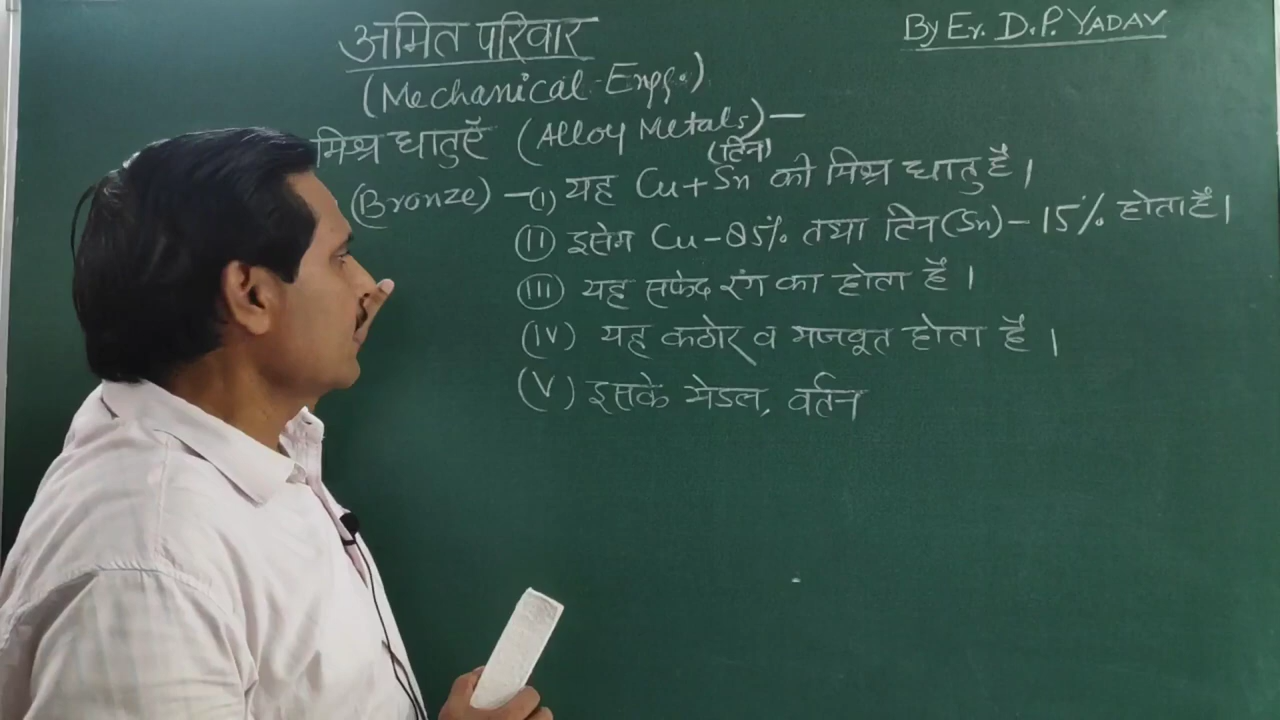 अमित परिवार
By Er. D.P. YADAV
(Mechanical Engg.)
मिश्र धातुएँ (Alloy Metals) —
(टिन)
(Bronze) — (i) यह Cu + Sn की मिश्र धातु है।
(ii) इसमें Cu - 85% तथा टिन (Sn) - 15% होता है।
(iii) यह सफेद रंग का होता है।
(iv) यह कठोर व मजबूत होता है।
(v) इसके मेडल, वर्तन